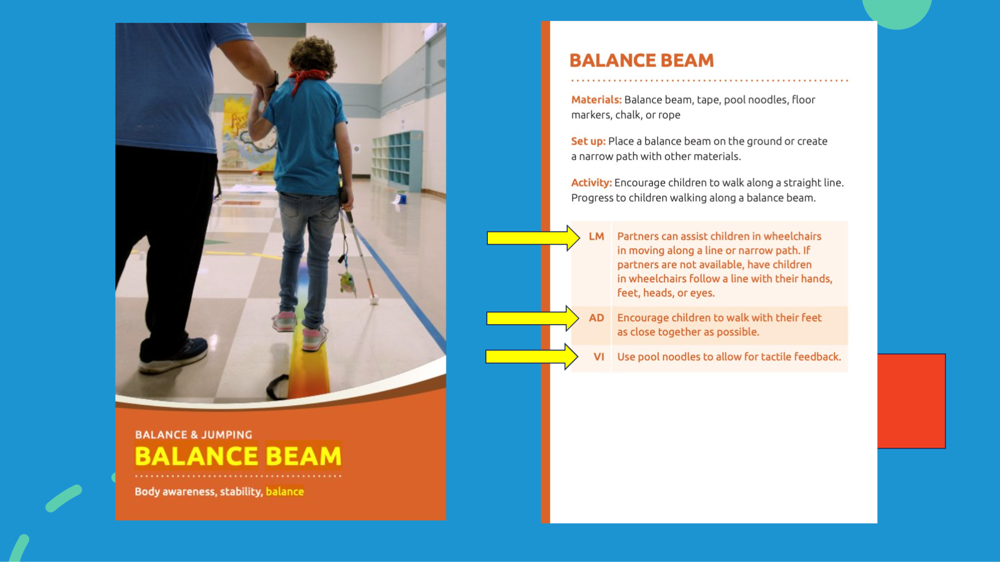 BALANCE & JUMPING
BALANCE BEAM
Body awareness, stability, balance
BALANCE BEAM
Materials: Balance beam, tape, pool noodles, floor
markers, chalk, or rope
Set up: Place a balance beam on the ground or create
a narrow path with other materials.
Activity: Encourage children to walk along a straight line.
Progress to children walking along a balance beam.
LM Partners can assist children in wheelchairs
in moving along a line or narrow path. If
partners are not available, have children
in wheelchairs follow a line with their hands,
feet, heads, or eyes.
AD Encourage children to walk with their feet
as close together as possible.
VI Use pool noodles to allow for tactile feedback.